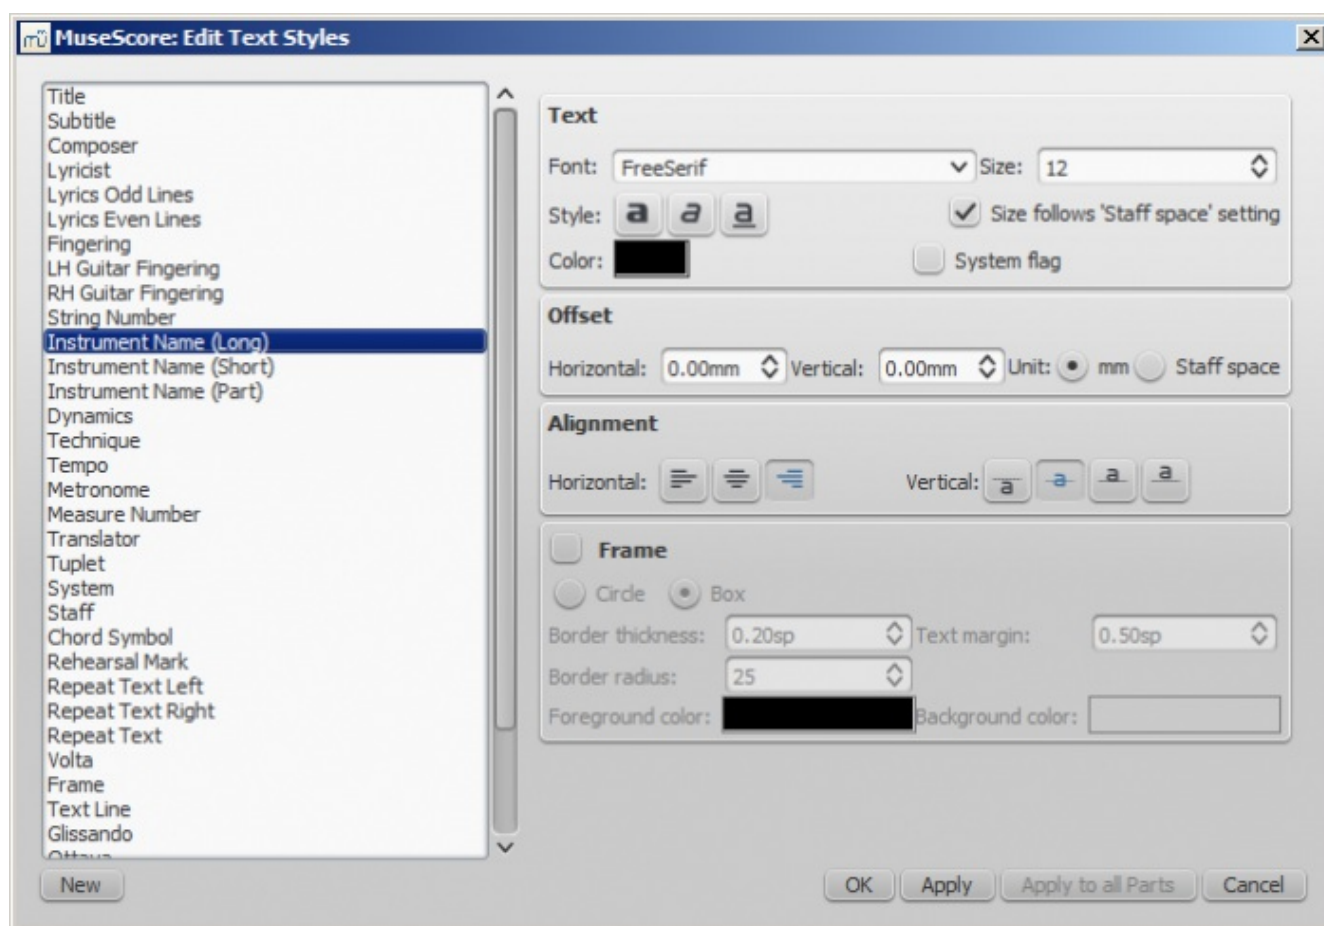 MuseScore: Edit Text Styles
Title
Subtitle
Composer
Lyricist
Lyrics Odd Lines
Lyrics Even Lines
Fingering
LH Guitar Fingering
RH Guitar Fingering
String Number
Instrument Name (Long)
Instrument Name (Short)
Instrument Name (Part)
Dynamics
Technique
Tempo
Metronome
Measure Number
Translator
Tuplet
System
Staff
Chord Symbol
Rehearsal Mark
Repeat Text Left
Repeat Text Right
Repeat Text
Volta
Frame
Text Line
Glissando
Ottava
New
Text
Font: FreeSerif Size: 12
Style: a a a Size follows 'Staff space' setting
Color: System flag
Offset
Horizontal: 0.00mm Vertical: 0.00mm Unit: mm Staff space
Alignment
Horizontal: Vertical: a a a a
Frame
Circle Box
Border thickness: 0.20sp Text margin: 0.50sp
Border radius: 25
Foreground color: Background color:
OK Apply Apply to all Parts Cancel